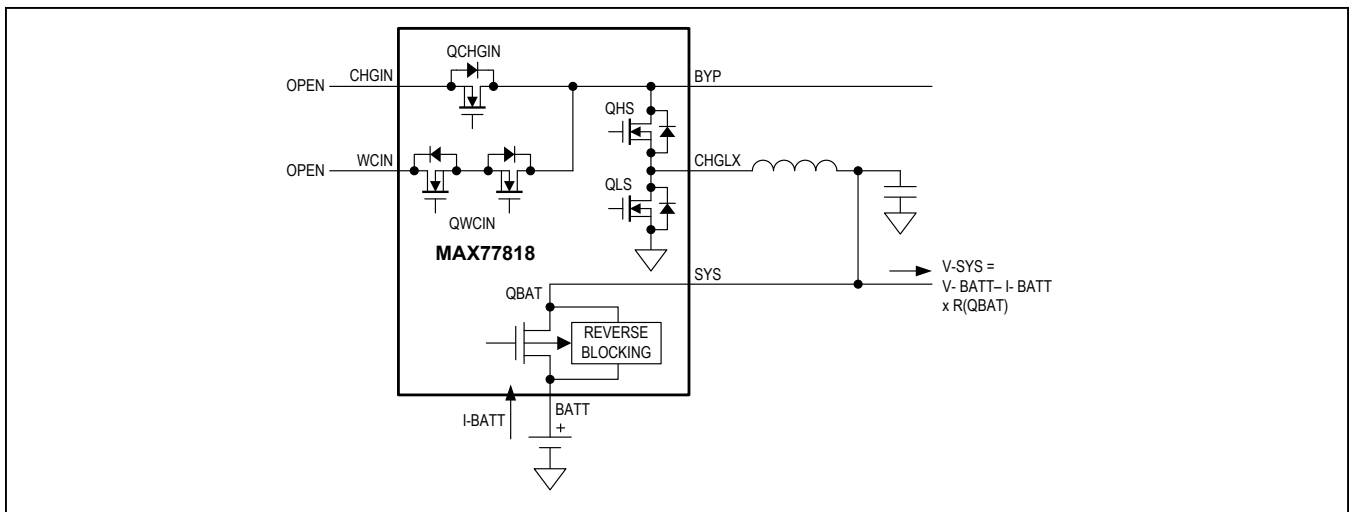 QCHGIN
OPEN
CHGIN
BYP
QHS
OPEN
WCIN
CHGLX
QLS
QWCIN
MAX77818
SYS
V-SYS =
V- BATT– I- BATT
x R(QBAT)
QBAT
REVERSE
BLOCKING
I-BATT
BATT
+